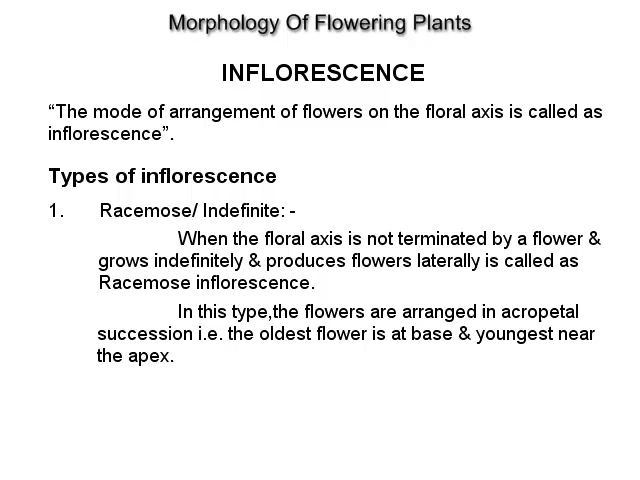 Morphology Of Flowering Plants
INFLORESCENCE
“The mode of arrangement of flowers on the floral axis is called as
inflorescence”.
Types of inflorescence
1. Racemose/ Indefinite: -
When the floral axis is not terminated by a flower &
grows indefinitely & produces flowers laterally is called as
Racemose inflorescence.
In this type,the flowers are arranged in acropetal
succession i.e. the oldest flower is at base & youngest near
the apex.